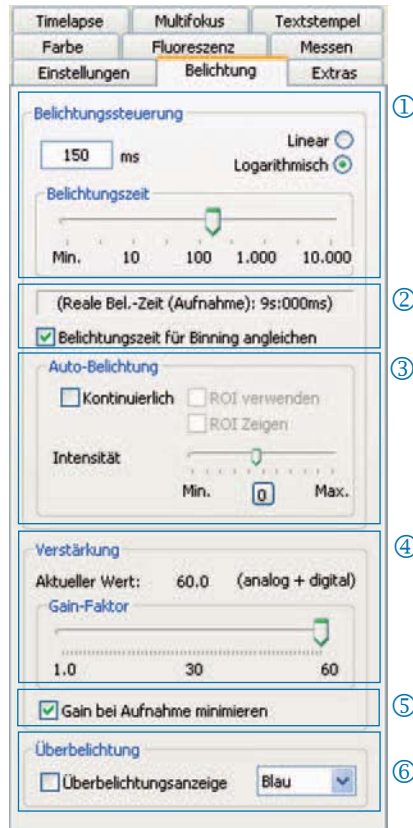 Timelapse Multifokus Textstempel
Farbe Fluoreszenz Messen
Einstellungen Belichtung Extras
①
Belichtungssteuerung
Linear
150 ms
Logarithmisch
Belichtungszeit
Min. 10 100 1.000 10.000
②
(Reale Bel.-Zeit (Aufnahme): 9s:000ms)
Belichtungszeit für Binning angleichen
③
Auto-Belichtung
Kontinuierlich ROI verwenden
ROI Zeigen
Intensität
Min. 0 Max.
④
Verstärkung
Aktueller Wert: 60.0 (analog + digital)
Gain-Faktor
1.0 30 60
⑤
Gain bei Aufnahme minimieren
Überbelichtung
⑥
Überbelichtungsanzeige Blau